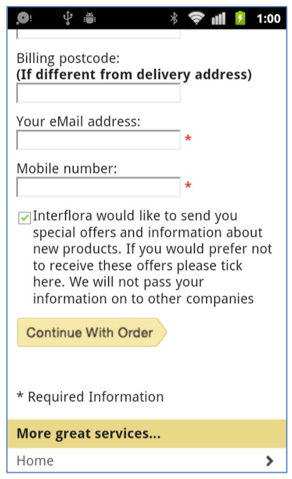 1:00
Billing postcode:
(If different from delivery address)
Your eMail address:
*
Mobile number:
*
Interflora would like to send you
special offers and information about
new products. If you would prefer not
to receive these offers please tick
here. We will not pass your
information on to other companies
Continue With Order
* Required Information
More great services...
Home